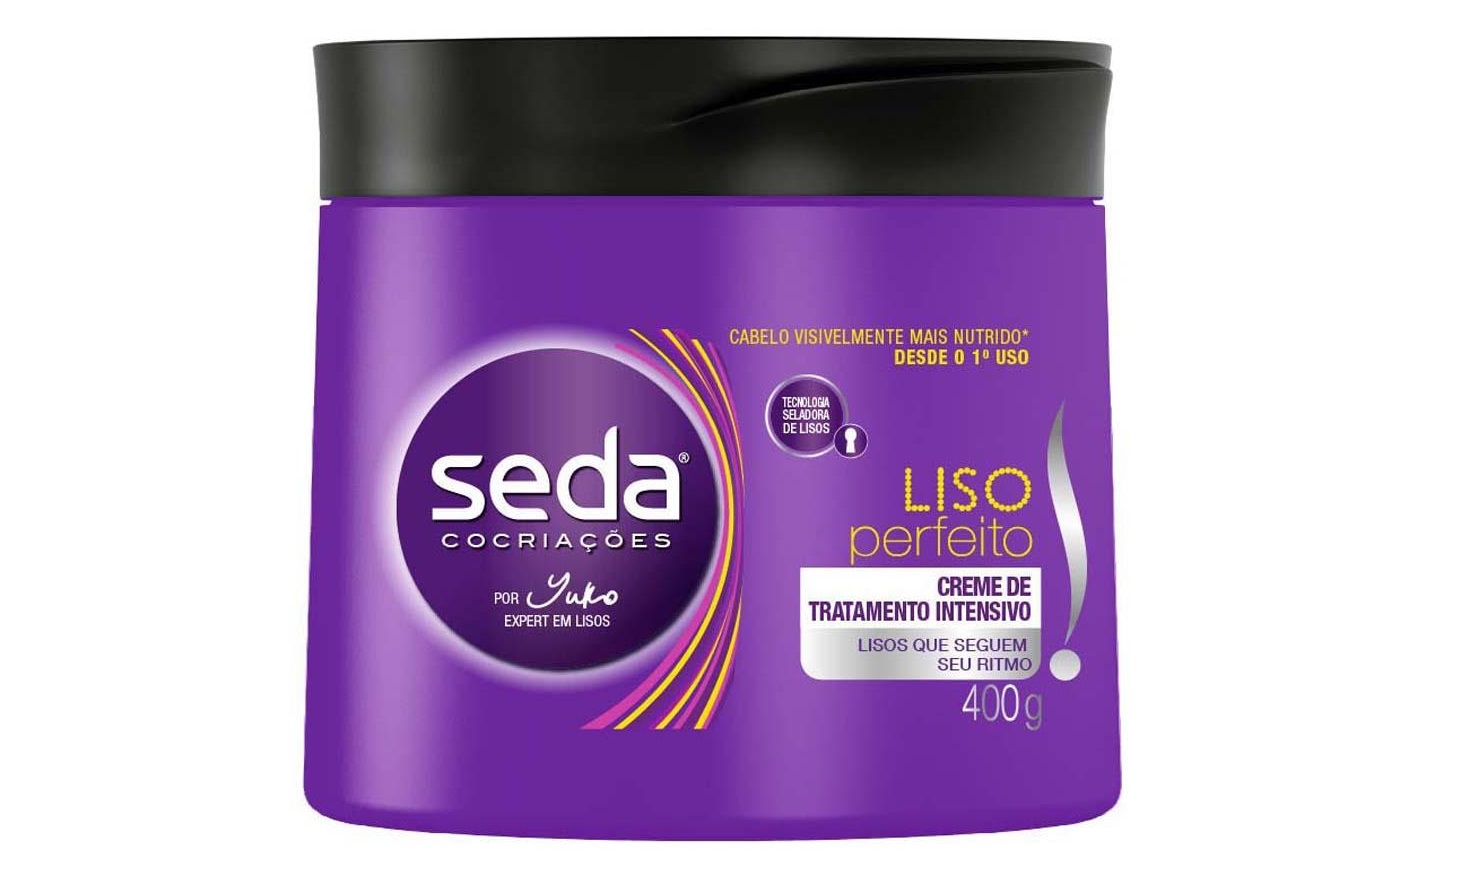 CABELO VISIVELMENTE MAIS NUTRIDO*
DESDE O 1º USO
TECNOLOGIA
SELADORA
DE LISOS
seda®
COCRIAÇÕES
POR Yuko
EXPERT EM LISOS
LISO
perfeito
CREME DE
TRATAMENTO INTENSIVO
LISOS QUE SEGUEM
SEU RITMO
400g